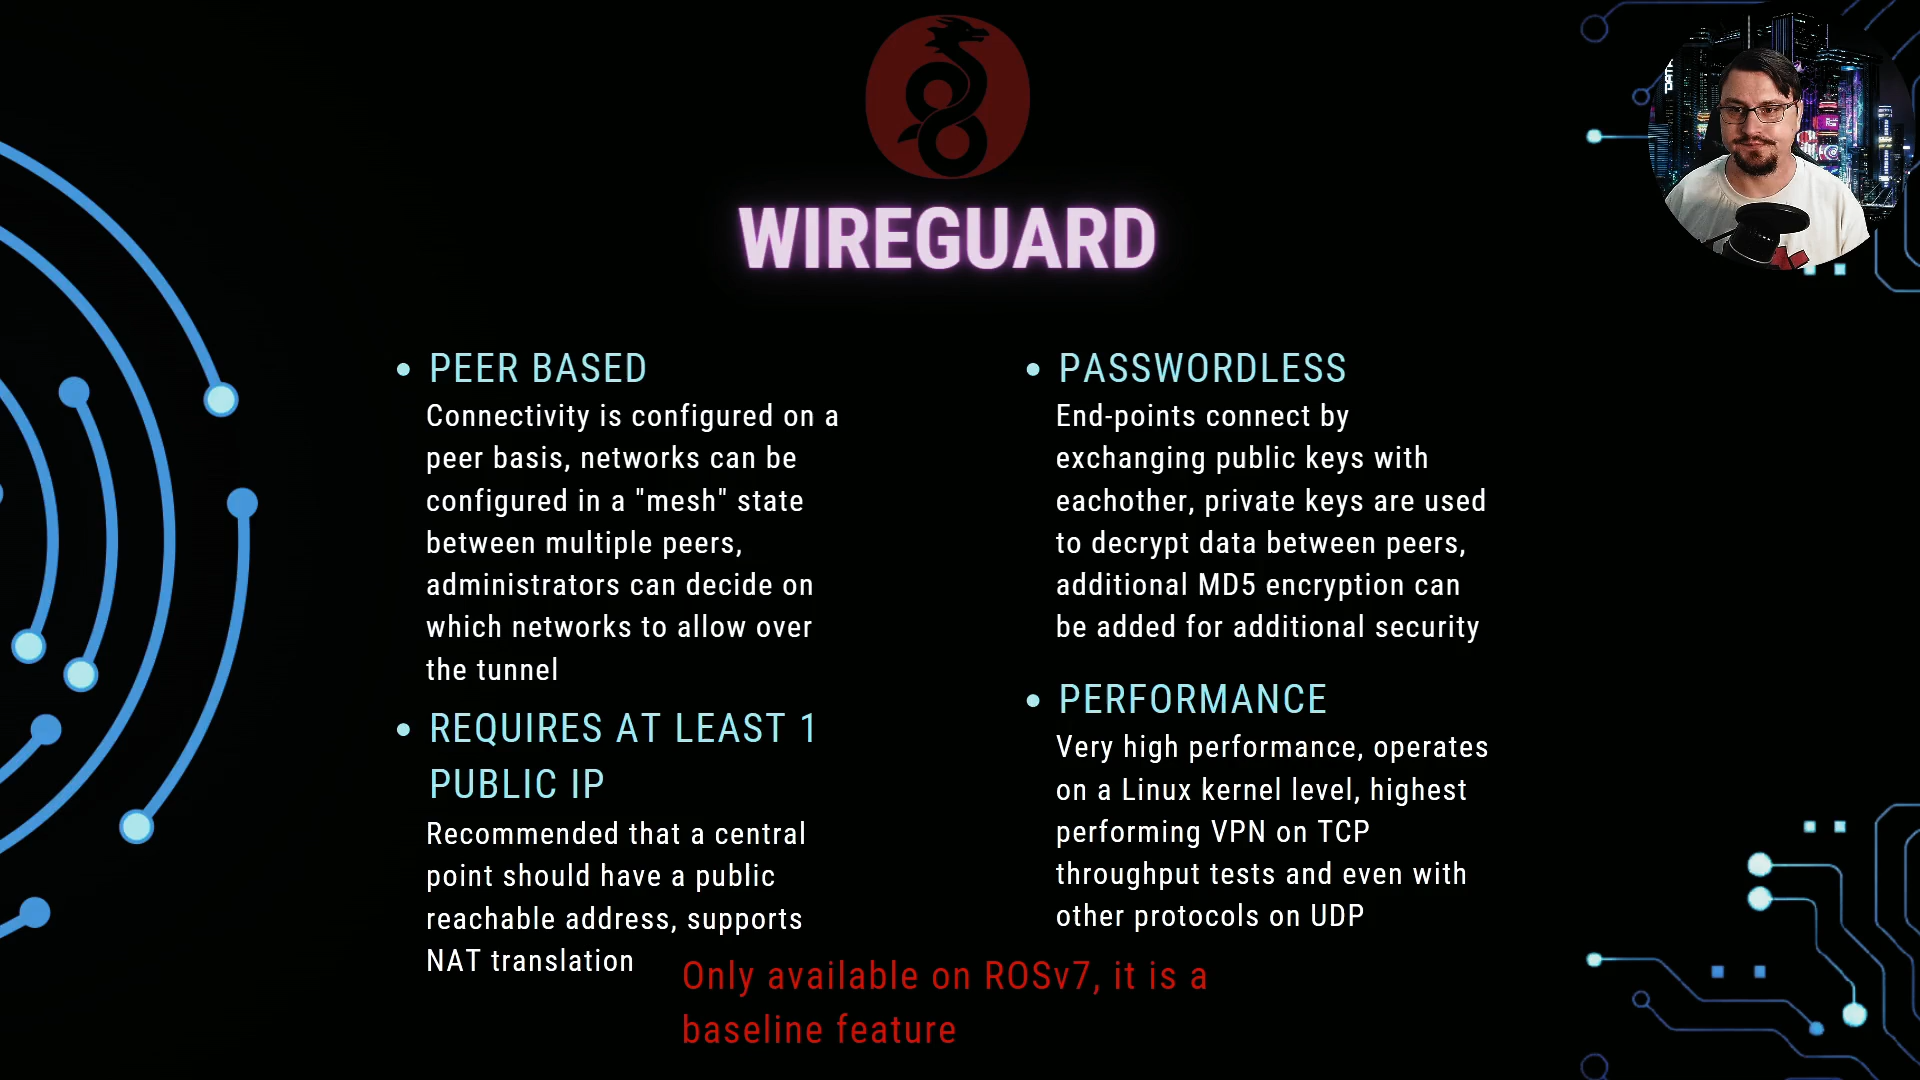 WIREGUARD
PEER BASED
Connectivity is configured on a
peer basis, networks can be
configured in a "mesh" state
between multiple peers,
administrators can decide on
which networks to allow over
the tunnel
REQUIRES AT LEAST 1
PUBLIC IP
Recommended that a central
point should have a public
reachable address, supports
NAT translation
PASSWORDLESS
End-points connect by
exchanging public keys with
eachother, private keys are used
to decrypt data between peers,
additional MD5 encryption can
be added for additional security
PERFORMANCE
Very high performance, operates
on a Linux kernel level, highest
performing VPN on TCP
throughput tests and even with
other protocols on UDP
Only available on ROSv7, it is a
baseline feature